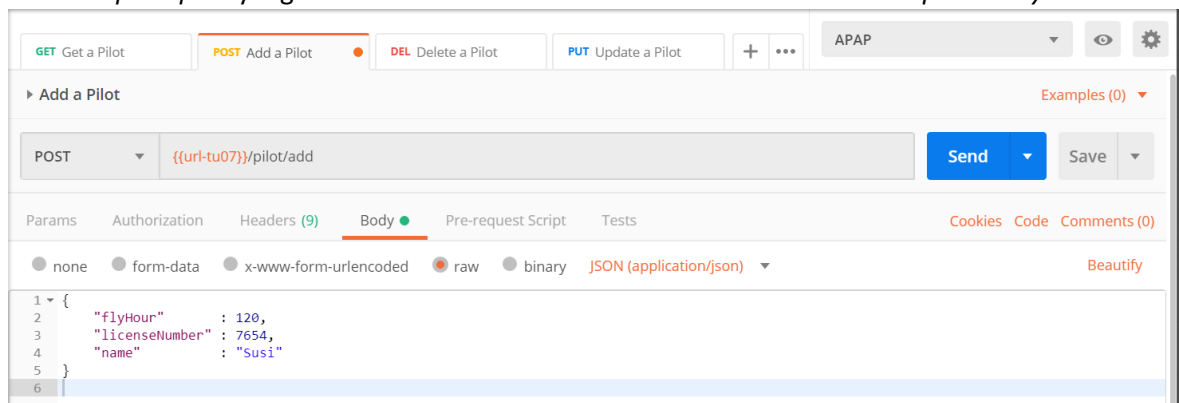 GET Get a Pilot POST Add a Pilot DEL Delete a Pilot PUT Update a Pilot + ••• APAP
Add a Pilot Examples (0)
POST {{url-tu07}}/pilot/add Send Save
Params Authorization Headers (9) Body Pre-request Script Tests Cookies Code Comments (0)
none form-data x-www-form-urlencoded raw binary JSON (application/json) Beautify
1 {
2 "flyHour" : 120,
3 "licenseNumber" : 7654,
4 "name" : "Susi"
5 }
6